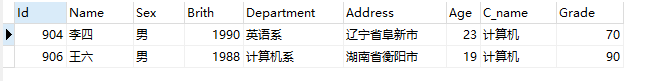 Id Name Sex Brith Department Address Age C_name Grade
904 李四 男 1990 英语系 辽宁省阜新市 23 计算机 70
906 王六 男 1988 计算机系 湖南省衡阳市 19 计算机 90